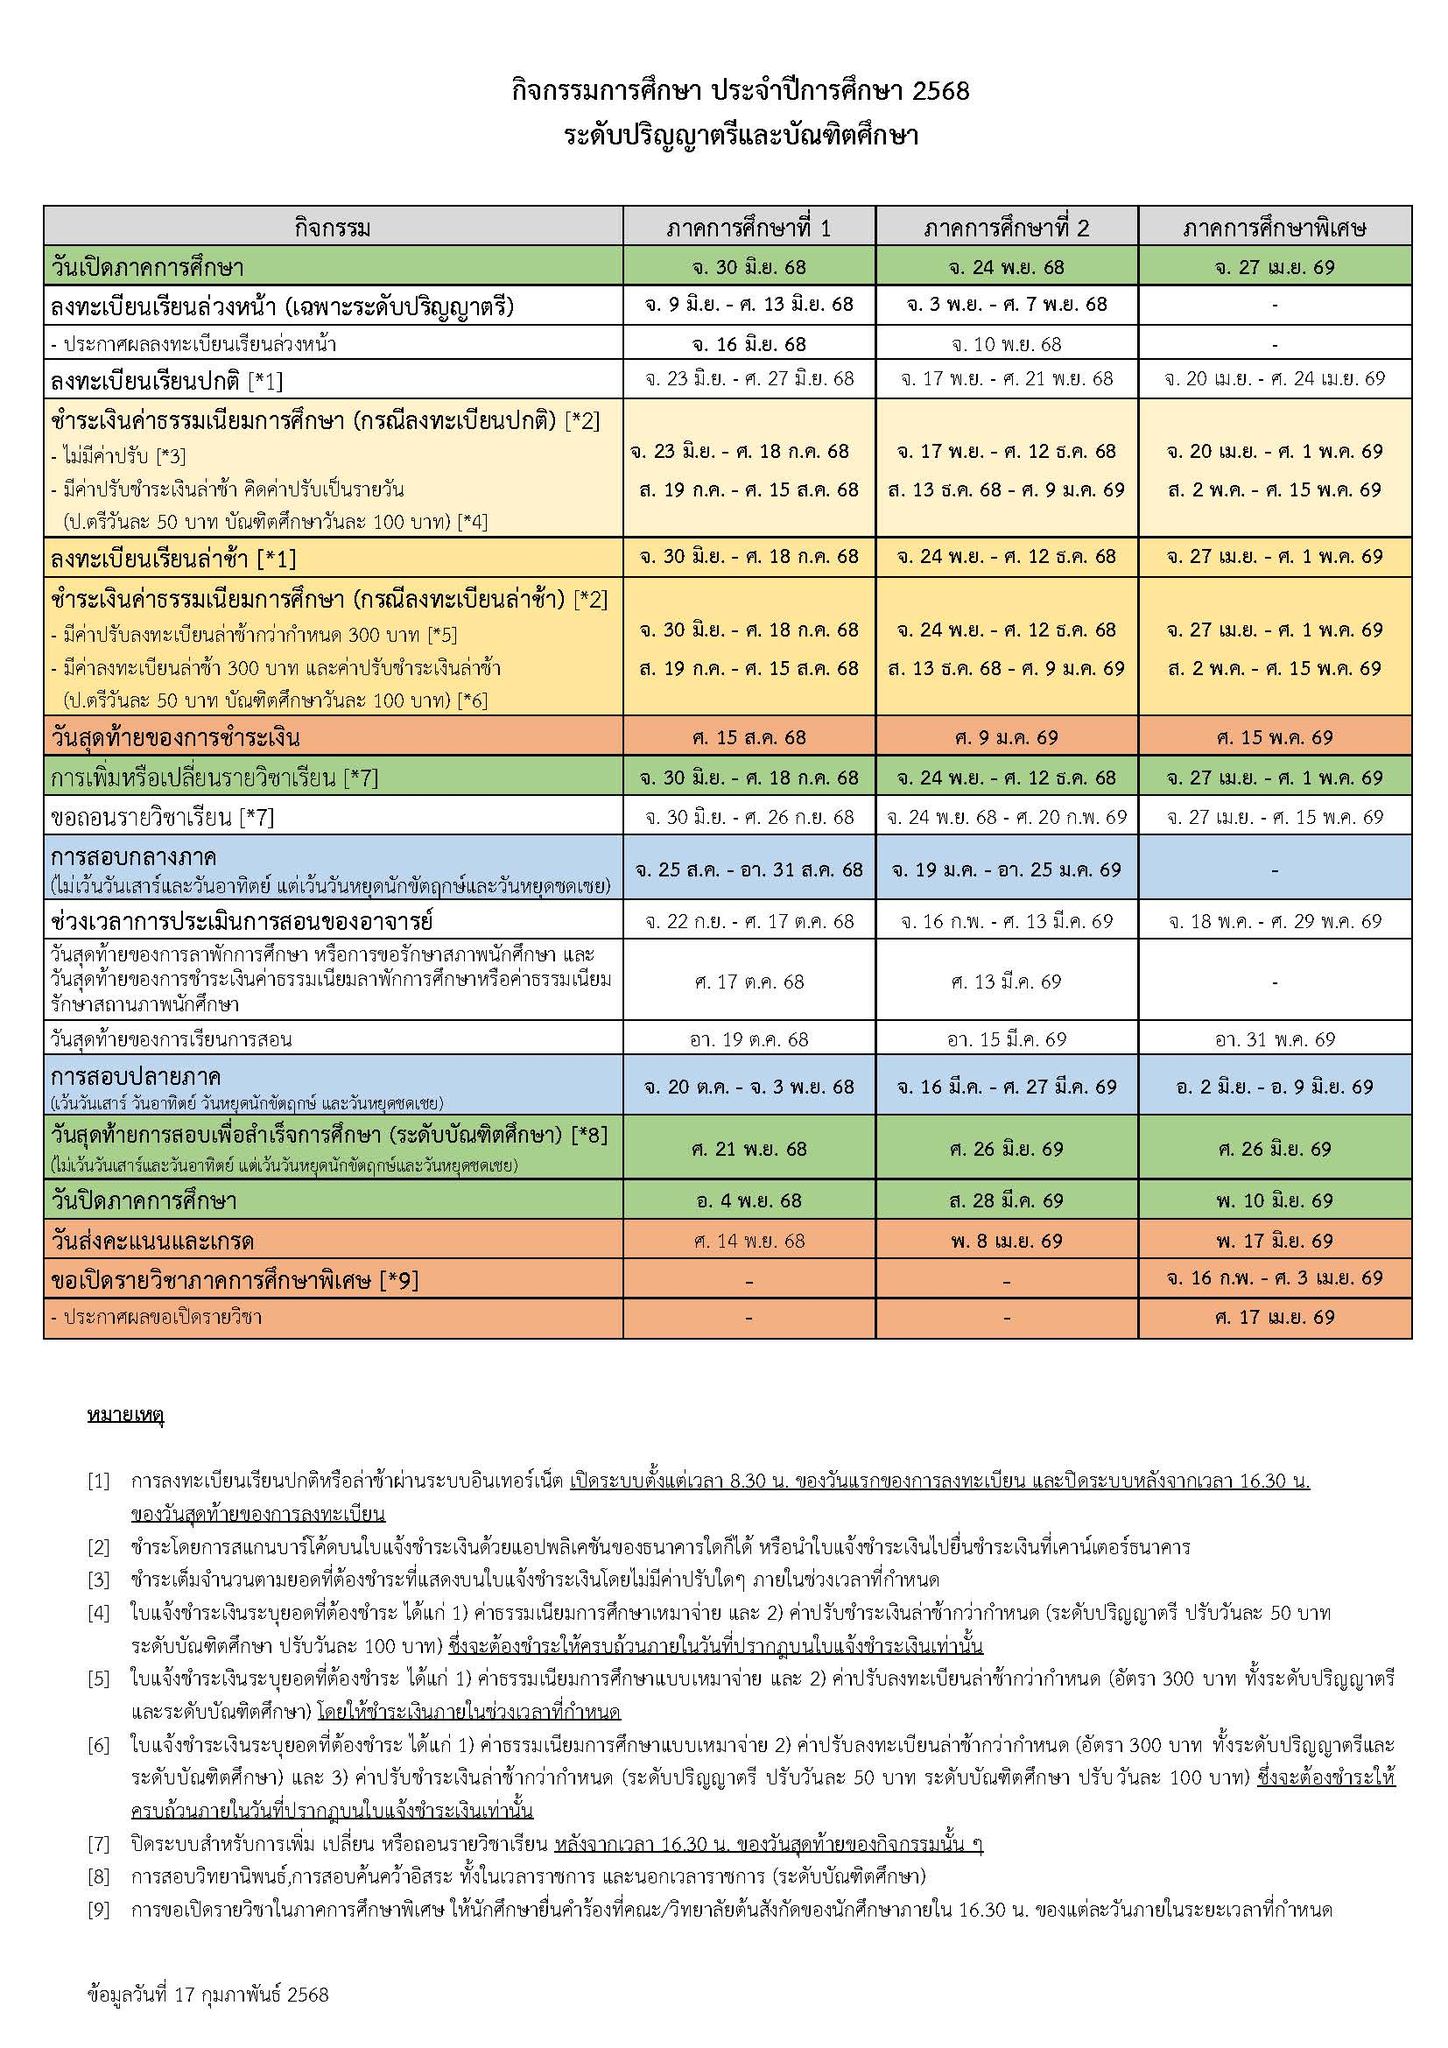 กิจกรรมการศึกษา ประจำปีการศึกษา 2568
ระดับปริญญาตรีและบัณฑิตศึกษา
กิจกรรม ภาคการศึกษาที่ 1 ภาคการศึกษาที่ 2 ภาคการศึกษาพิเศษ
วันเปิดภาคการศึกษา จ. 30 มิ.ย. 68 จ. 24 พ.ย. 68 จ. 27 เม.ย. 69
ลงทะเบียนเรียนล่วงหน้า (เฉพาะระดับปริญญาตรี) จ. 9 มิ.ย. - ศ. 13 มิ.ย. 68 จ. 3 พ.ย. - ศ. 7 พ.ย. 68 -
- ประกาศผลลงทะเบียนเรียนล่วงหน้า จ. 16 มิ.ย. 68 จ. 10 พ.ย. 68 -
ลงทะเบียนเรียนปกติ [*1] จ. 23 มิ.ย. - ศ. 27 มิ.ย. 68 จ. 17 พ.ย. - ศ. 21 พ.ย. 68 จ. 20 เม.ย. - ศ. 24 เม.ย. 69
ชำระเงินค่าธรรมเนียมการศึกษา (กรณีลงทะเบียนปกติ) [*2]
- ไม่มีค่าปรับ [*3] จ. 23 มิ.ย. - ศ. 18 ก.ค. 68 จ. 17 พ.ย. - ศ. 12 ธ.ค. 68 จ. 20 เม.ย. - ศ. 1 พ.ค. 69
- มีค่าปรับชำระเงินล่าช้า คิดค่าปรับเป็นรายวัน ส. 19 ก.ค. - ศ. 15 ส.ค. 68 ส. 13 ธ.ค. 68 - ศ. 9 ม.ค. 69 ส. 2 พ.ค. - ศ. 15 พ.ค. 69
(ป.ตรีวันละ 50 บาท บัณฑิตศึกษาวันละ 100 บาท) [*4]
ลงทะเบียนเรียนล่าช้า [*1] จ. 30 มิ.ย. - ศ. 18 ก.ค. 68 จ. 24 พ.ย. - ศ. 12 ธ.ค. 68 จ. 27 เม.ย. - ศ. 1 พ.ค. 69
ชำระเงินค่าธรรมเนียมการศึกษา (กรณีลงทะเบียนล่าช้า) [*2]
- มีค่าปรับลงทะเบียนล่าช้ากว่ากำหนด 300 บาท [*5] จ. 30 มิ.ย. - ศ. 18 ก.ค. 68 จ. 24 พ.ย. - ศ. 12 ธ.ค. 68 จ. 27 เม.ย. - ศ. 1 พ.ค. 69
- มีค่าลงทะเบียนล่าช้า 300 บาท และค่าปรับชำระเงินล่าช้า ส. 19 ก.ค. - ศ. 15 ส.ค. 68 ส. 13 ธ.ค. 68 - ศ. 9 ม.ค. 69 ส. 2 พ.ค. - ศ. 15 พ.ค. 69
(ป.ตรีวันละ 50 บาท บัณฑิตศึกษาวันละ 100 บาท) [*6]
วันสุดท้ายของการชำระเงิน ศ. 15 ส.ค. 68 ศ. 9 ม.ค. 69 ศ. 15 พ.ค. 69
การเพิ่มหรือเปลี่ยนรายวิชาเรียน [*7] จ. 30 มิ.ย. - ศ. 18 ก.ค. 68 จ. 24 พ.ย. - ศ. 12 ธ.ค. 68 จ. 27 เม.ย. - ศ. 1 พ.ค. 69
ขอถอนรายวิชาเรียน [*7] จ. 30 มิ.ย. - ศ. 26 ก.ย. 68 จ. 24 พ.ย. 68 - ศ. 20 ก.พ. 69 จ. 27 เม.ย. - ศ. 15 พ.ค. 69
การสอบกลางภาค จ. 25 ส.ค. - อา. 31 ส.ค. 68 จ. 19 ม.ค. - อา. 25 ม.ค. 69 -
(ไม่เว้นวันเสาร์และวันอาทิตย์ แต่เว้นวันหยุดนักขัตฤกษ์และวันหยุดชดเชย)
ช่วงเวลาการประเมินการสอนของอาจารย์ จ. 22 ก.ย. - ศ. 17 ต.ค. 68 จ. 16 ก.พ. - ศ. 13 มี.ค. 69 จ. 18 พ.ค. - ศ. 29 พ.ค. 69
วันสุดท้ายของการลาพักการศึกษา หรือการขอรักษาสภาพนักศึกษา และ
วันสุดท้ายของการชำระเงินค่าธรรมเนียมลาพักการศึกษาหรือค่าธรรมเนียม ศ. 17 ต.ค. 68 ศ. 13 มี.ค. 69 -
รักษาสถานภาพนักศึกษา
วันสุดท้ายของการเรียนการสอน อา. 19 ต.ค. 68 อา. 15 มี.ค. 69 อา. 31 พ.ค. 69
การสอบปลายภาค จ. 20 ต.ค. - จ. 3 พ.ย. 68 จ. 16 มี.ค. - ศ. 27 มี.ค. 69 อ. 2 มิ.ย. - อ. 9 มิ.ย. 69
(เว้นวันเสาร์ วันอาทิตย์ วันหยุดนักขัตฤกษ์ และวันหยุดชดเชย)
วันสุดท้ายการสอบเพื่อสำเร็จการศึกษา (ระดับบัณฑิตศึกษา) [*8] ศ. 21 พ.ย. 68 ศ. 26 มิ.ย. 69 ศ. 26 มิ.ย. 69
(ไม่เว้นวันเสาร์และวันอาทิตย์ แต่เว้นวันหยุดนักขัตฤกษ์และวันหยุดชดเชย)
วันปิดภาคการศึกษา อ. 4 พ.ย. 68 ส. 28 มี.ค. 69 พ. 10 มิ.ย. 69
วันส่งคะแนนและเกรด ศ. 14 พ.ย. 68 พ. 8 เม.ย. 69 พ. 17 มิ.ย. 69
ขอเปิดรายวิชาภาคการศึกษาพิเศษ [*9] - - จ. 16 ก.พ. - ศ. 3 เม.ย. 69
- ประกาศผลขอเปิดรายวิชา - - ศ. 17 เม.ย. 69
หมายเหตุ
[1] การลงทะเบียนเรียนปกติหรือล่าช้าผ่านระบบอินเทอร์เน็ต เปิดระบบตั้งแต่เวลา 8.30 น. ของวันแรกของการลงทะเบียน และปิดระบบหลังจากเวลา 16.30 น.
ของวันสุดท้ายของการลงทะเบียน
[2] ชำระโดยการสแกนบาร์โค้ดบนใบแจ้งชำระเงินด้วยแอปพลิเคชันของธนาคารใดก็ได้ หรือนำใบแจ้งชำระเงินไปยื่นชำระเงินที่เคาน์เตอร์ธนาคาร
[3] ชำระเต็มจำนวนตามยอดที่ต้องชำระที่แสดงบนใบแจ้งชำระเงินโดยไม่มีค่าปรับใดๆ ภายในช่วงเวลาที่กำหนด
[4] ใบแจ้งชำระเงินระบุยอดที่ต้องชำระ ได้แก่ 1) ค่าธรรมเนียมการศึกษาเหมาจ่าย และ 2) ค่าปรับชำระเงินล่าช้ากว่ากำหนด (ระดับปริญญาตรี ปรับวันละ 50 บาท
ระดับบัณฑิตศึกษา ปรับวันละ 100 บาท) ซึ่งจะต้องชำระให้ครบถ้วนภายในวันที่ปรากฏบนใบแจ้งชำระเงินเท่านั้น
[5] ใบแจ้งชำระเงินระบุยอดที่ต้องชำระ ได้แก่ 1) ค่าธรรมเนียมการศึกษาแบบเหมาจ่าย และ 2) ค่าปรับลงทะเบียนล่าช้ากว่ากำหนด (อัตรา 300 บาท ทั้งระดับปริญญาตรี
และระดับบัณฑิตศึกษา) โดยให้ชำระเงินภายในช่วงเวลาที่กำหนด
[6] ใบแจ้งชำระเงินระบุยอดที่ต้องชำระ ได้แก่ 1) ค่าธรรมเนียมการศึกษาแบบเหมาจ่าย 2) ค่าปรับลงทะเบียนล่าช้ากว่ากำหนด (อัตรา 300 บาท ทั้งระดับปริญญาตรีและ
ระดับบัณฑิตศึกษา) และ 3) ค่าปรับชำระเงินล่าช้ากว่ากำหนด (ระดับปริญญาตรี ปรับวันละ 50 บาท ระดับบัณฑิตศึกษา ปรับวันละ 100 บาท) ซึ่งจะต้องชำระให้
ครบถ้วนภายในวันที่ปรากฏบนใบแจ้งชำระเงินเท่านั้น
[7] ปิดระบบสำหรับการเพิ่ม เปลี่ยน หรือถอนรายวิชาเรียน หลังจากเวลา 16.30 น. ของวันสุดท้ายของกิจกรรมนั้น ๆ
[8] การสอบวิทยานิพนธ์,การสอบค้นคว้าอิสระ ทั้งในเวลาราชการ และนอกเวลาราชการ (ระดับบัณฑิตศึกษา)
[9] การขอเปิดรายวิชาในภาคการศึกษาพิเศษ ให้นักศึกษายื่นคำร้องที่คณะ/วิทยาลัยต้นสังกัดของนักศึกษาภายใน 16.30 น. ของแต่ละวันภายในระยะเวลาที่กำหนด
ข้อมูลวันที่ 17 กุมภาพันธ์ 2568